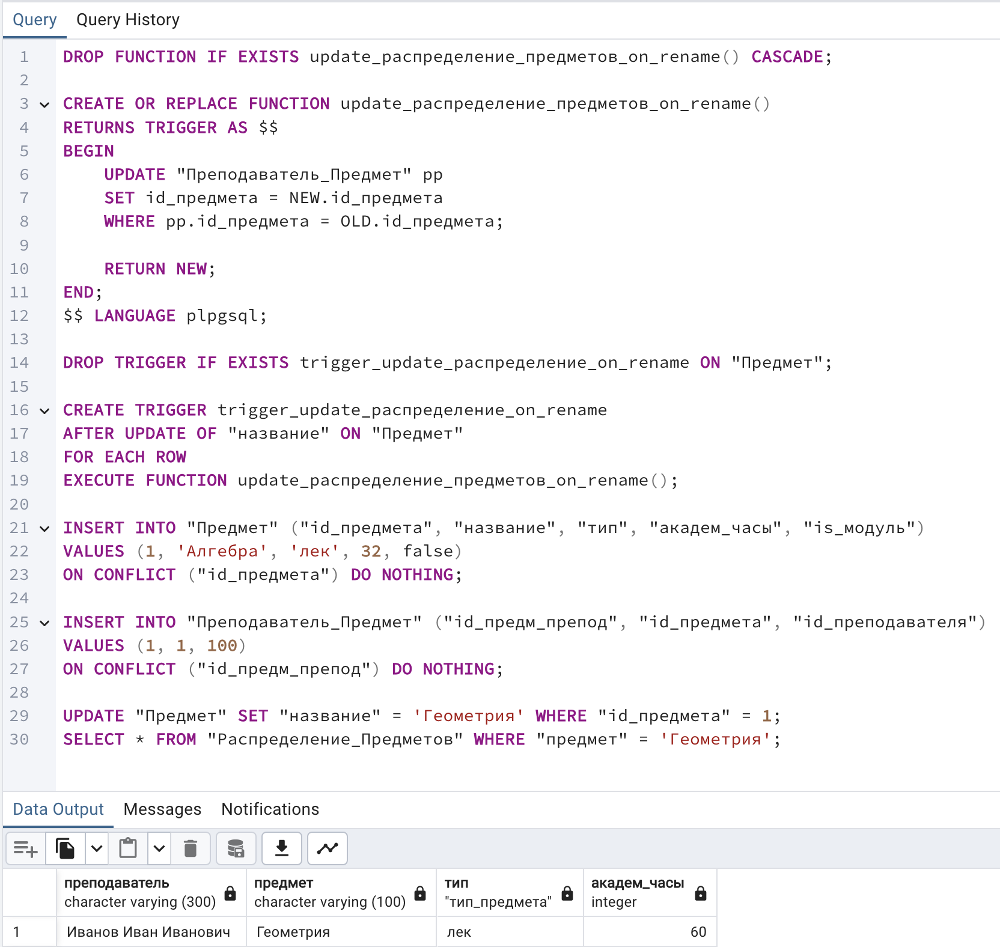 Query Query History
1 DROP FUNCTION IF EXISTS update_распределение_предметов_on_rename() CASCADE;
2
3 CREATE OR REPLACE FUNCTION update_распределение_предметов_on_rename()
4 RETURNS TRIGGER AS $$
5 BEGIN
6 UPDATE "Преподаватель_Предмет" pp
7 SET id_предмета = NEW.id_предмета
8 WHERE pp.id_предмета = OLD.id_предмета;
9
10 RETURN NEW;
11 END;
12 $$ LANGUAGE plpgsql;
13
14 DROP TRIGGER IF EXISTS trigger_update_распределение_on_rename ON "Предмет";
15
16 CREATE TRIGGER trigger_update_распределение_on_rename
17 AFTER UPDATE OF "название" ON "Предмет"
18 FOR EACH ROW
19 EXECUTE FUNCTION update_распределение_предметов_on_rename();
20
21 INSERT INTO "Предмет" ("id_предмета", "название", "тип", "академ_часы", "is_модуль")
22 VALUES (1, 'Алгебра', 'лек', 32, false)
23 ON CONFLICT ("id_предмета") DO NOTHING;
24
25 INSERT INTO "Преподаватель_Предмет" ("id_предм_препод", "id_предмета", "id_преподавателя")
26 VALUES (1, 1, 100)
27 ON CONFLICT ("id_предм_препод") DO NOTHING;
28
29 UPDATE "Предмет" SET "название" = 'Геометрия' WHERE "id_предмета" = 1;
30 SELECT * FROM "Распределение_Предметов" WHERE "предмет" = 'Геометрия';
Data Output Messages Notifications
преподаватель предмет тип академ_часы
character varying (300) character varying (100) "тип_предмета" integer
1 Иванов Иван Иванович Геометрия лек 60